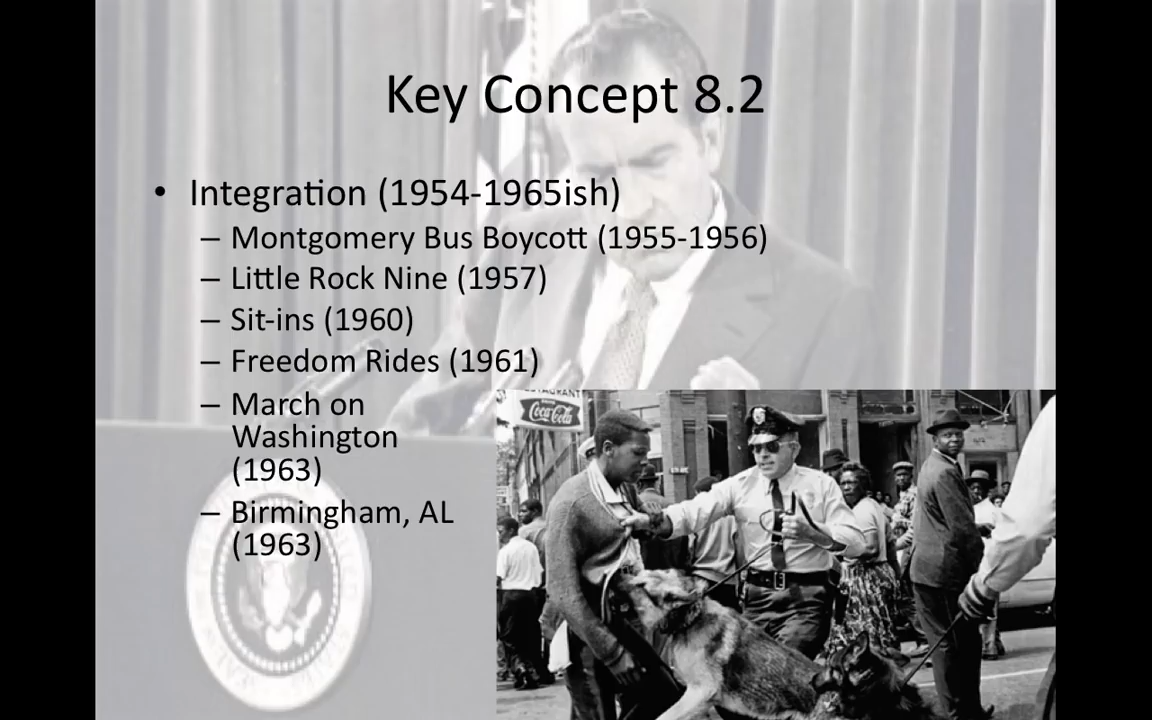 Key Concept 8.2
• Integration (1954-1965ish)
– Montgomery Bus Boycott (1955-1956)
– Little Rock Nine (1957)
– Sit-ins (1960)
– Freedom Rides (1961)
– March on
Washington
(1963)
– Birmingham, AL
(1963)
RESTAURANT
Coca-Cola